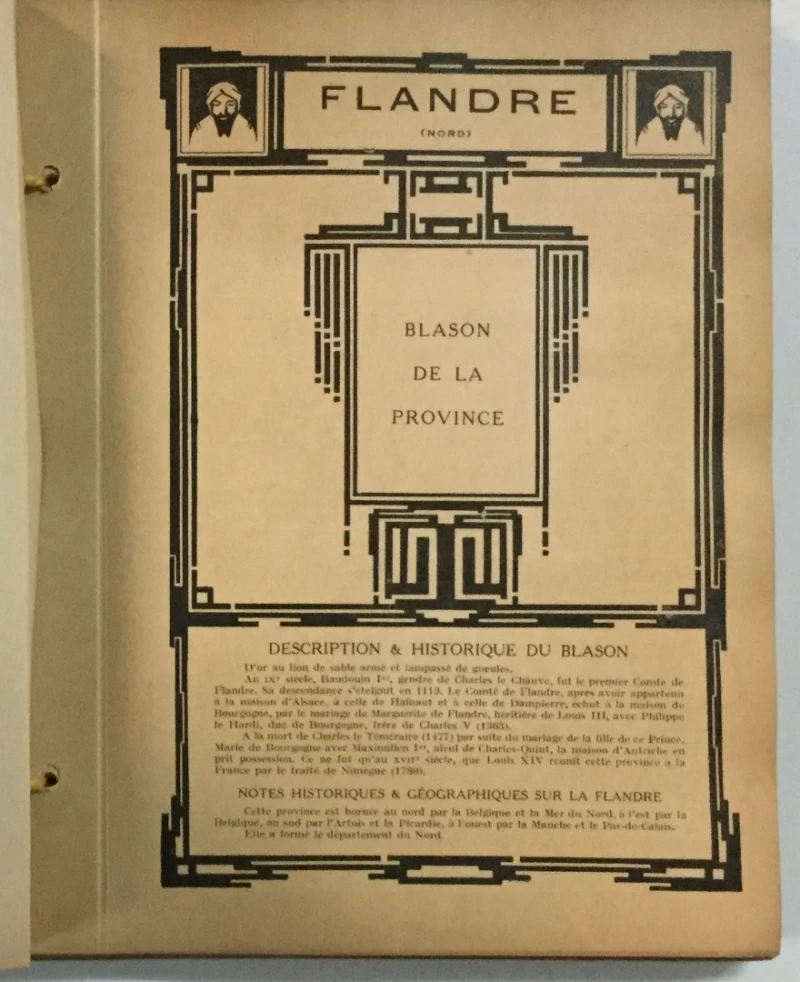 FLANDRE
(NORD)
BLASON
DE LA
PROVINCE
DESCRIPTION & HISTORIQUE DU BLASON
D'or au lion de sable armé et lampassé de gueules.
Au IXe siècle, Baudouin Ier, gendre de Charles le Chauve, fut le premier Comte de
Flandre. Sa descendance s'éteignit en 1119. Le Comté de Flandre, après avoir appartenu
à la maison d'Alsace, à celle de Hainaut et à celle de Dampierre, échut à la maison de
Bourgogne, par le mariage de Marguerite de Flandre, héritière de Louis III, avec Philippe
le Hardi, duc de Bourgogne, frère de Charles V (1363).
A la mort de Charles le Téméraire (1477) par suite du mariage de la fille de ce Prince,
Marie de Bourgogne avec Maximilien Ier, aïeul de Charles-Quint, la maison d'Autriche en
prit possession. Ce ne fut qu'au XVIIe siècle, que Louis XIV réunit cette province à la
France par le traité de Nimègue (1780).
NOTES HISTORIQUES & GÉOGRAPHIQUES SUR LA FLANDRE
Cette province est bornée au nord par la Belgique et la Mer du Nord, à l'est par la
Belgique, au sud par l'Artois et la Picardie, à l'ouest par la Manche et le Pas-de-Calais.
Elle a formé le département du Nord.